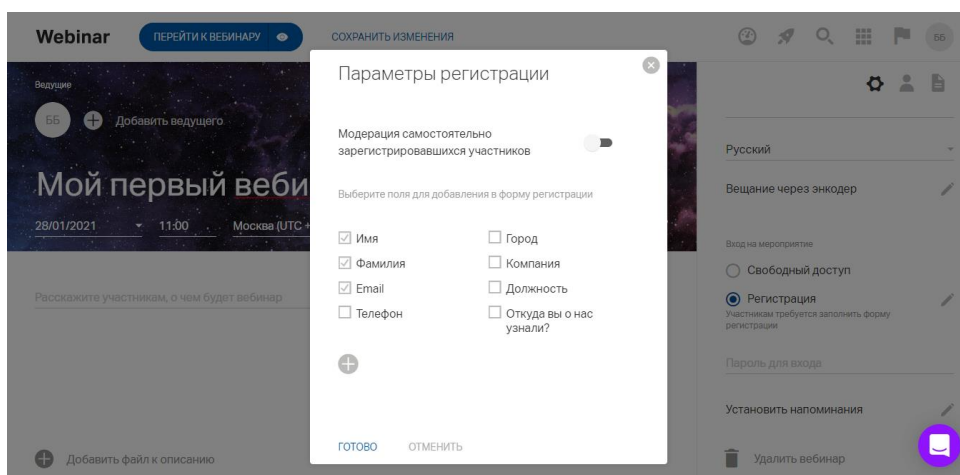 Webinar
ПЕРЕЙТИ К ВЕБИНАРУ
СОХРАНИТЬ ИЗМЕНЕНИЯ
ББ
Ведущие
ББ
Добавить ведущего
Мой первый веби
28/01/2021
11:00
Москва (UTC +
Расскажите участникам, о чем будет вебинар
Добавить файл к описанию
Параметры регистрации
Модерация самостоятельно
зарегистрировавшихся участников
Выберите поля для добавления в форму регистрации
Имя
Фамилия
Email
Телефон
Город
Компания
Должность
Откуда вы о нас
узнали?
ГОТОВО
ОТМЕНИТЬ
Русский
Вещание через энкодер
Вход на мероприятие
Свободный доступ
Регистрация
Участникам требуется заполнить форму
регистрации
Пароль для входа
Установить напоминания
Удалить вебинар